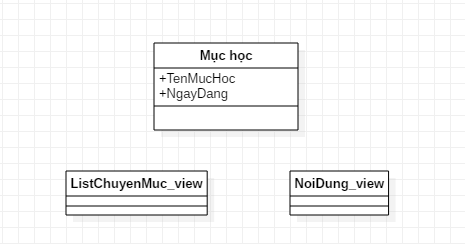 Mục học
+TenMucHoc
+NgayDang
ListChuyenMuc_view
NoiDung_view